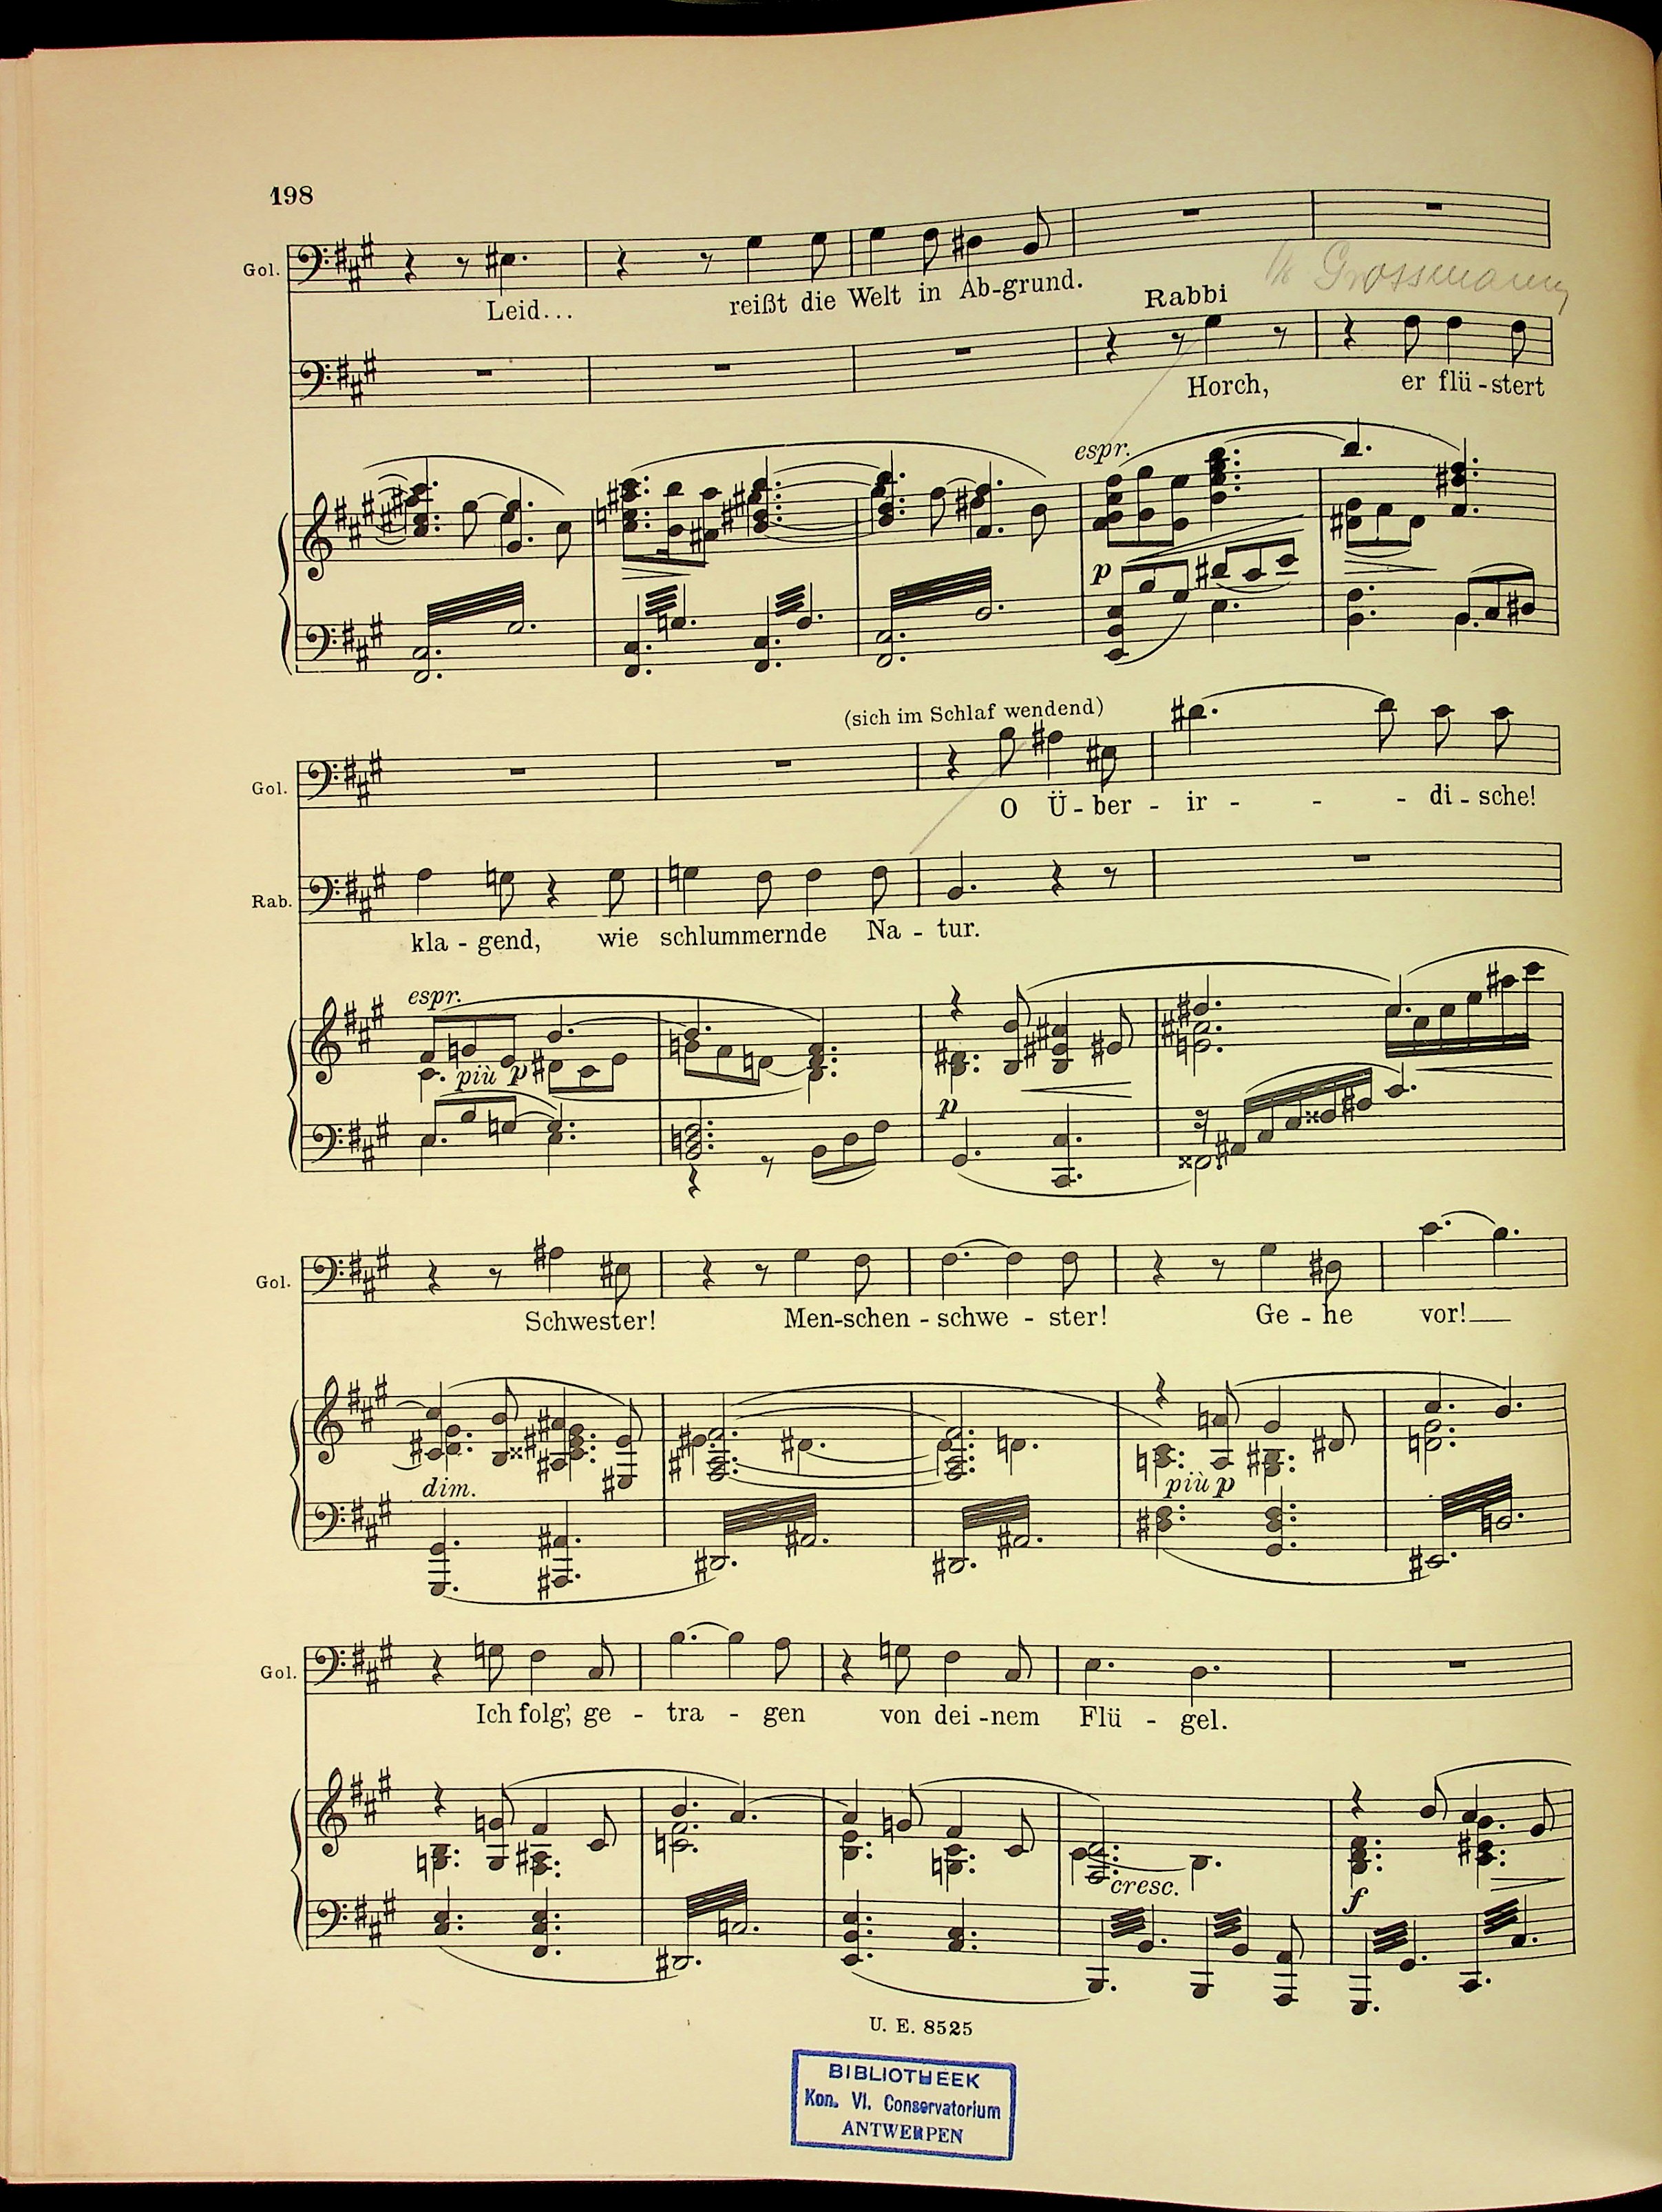 198
Gol.
Leid... reißt die Welt in Ab-grund.
Grossmann
Rabbi
Horch, er flü-stert
espr.
p
(sich im Schlaf wendend)
Gol.
O Ü-ber-ir - - - di-sche!
Rab.
kla-gend, wie schlummernde Na-tur.
espr.
più p
p
Gol.
Schwester! Men-schen-schwe-ster! Ge-he vor!
dim.
più p
Gol.
Ich folg', ge-tra-gen von dei-nem Flü-gel.
cresc.
f
U. E. 8525
BIBLIOTHEEK
Kon. Vl. Conservatorium
ANTWERPEN